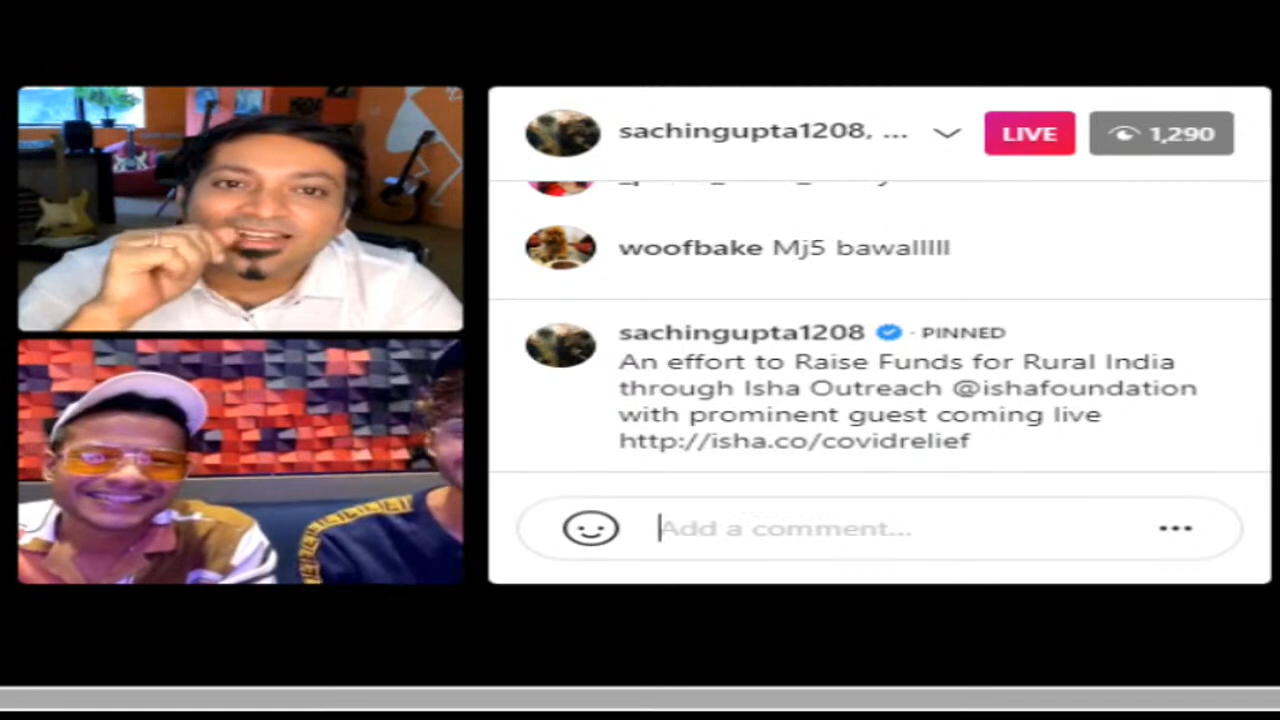 sachingupta1208, ...
LIVE
1,290
woofbake Mj5 bawalllll
sachingupta1208 · PINNED
An effort to Raise Funds for Rural India
through Isha Outreach @ishafoundation
with prominent guest coming live
http://isha.co/covidrelief
Add a comment...